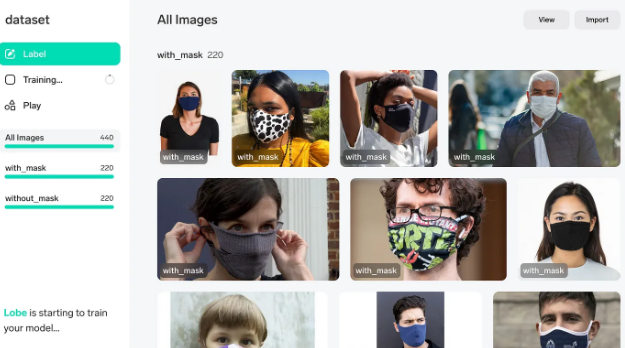 dataset
Label
Training...
Play
All Images 440
with_mask 220
without_mask 220
Lobe is starting to train
your model...
All Images
View
Import
with_mask 220
with_mask
with_mask
with_mask
with_mask
with_mask
with_mask
with_mask